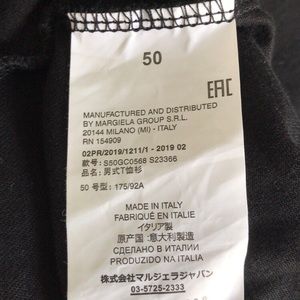 50
EAC
MANUFACTURED AND DISTRIBUTED
BY MARGIELA GROUP S.R.L.
20144 MILANO (MI) - ITALY
RN 154909
02PR/2019/1211/1 - 2019 02
款号: S50GC0568 S23366
品名: 男式T恤衫
50 号型: 175/92A
MADE IN ITALY
FABRIQUÉ EN ITALIE
イタリア製
原产国 :意大利製造
СДЕЛАНО В ИТАЛИИ
PRODUZIDO NA ITALIA
株式会社マルジェラジャパン
03-5725-2333